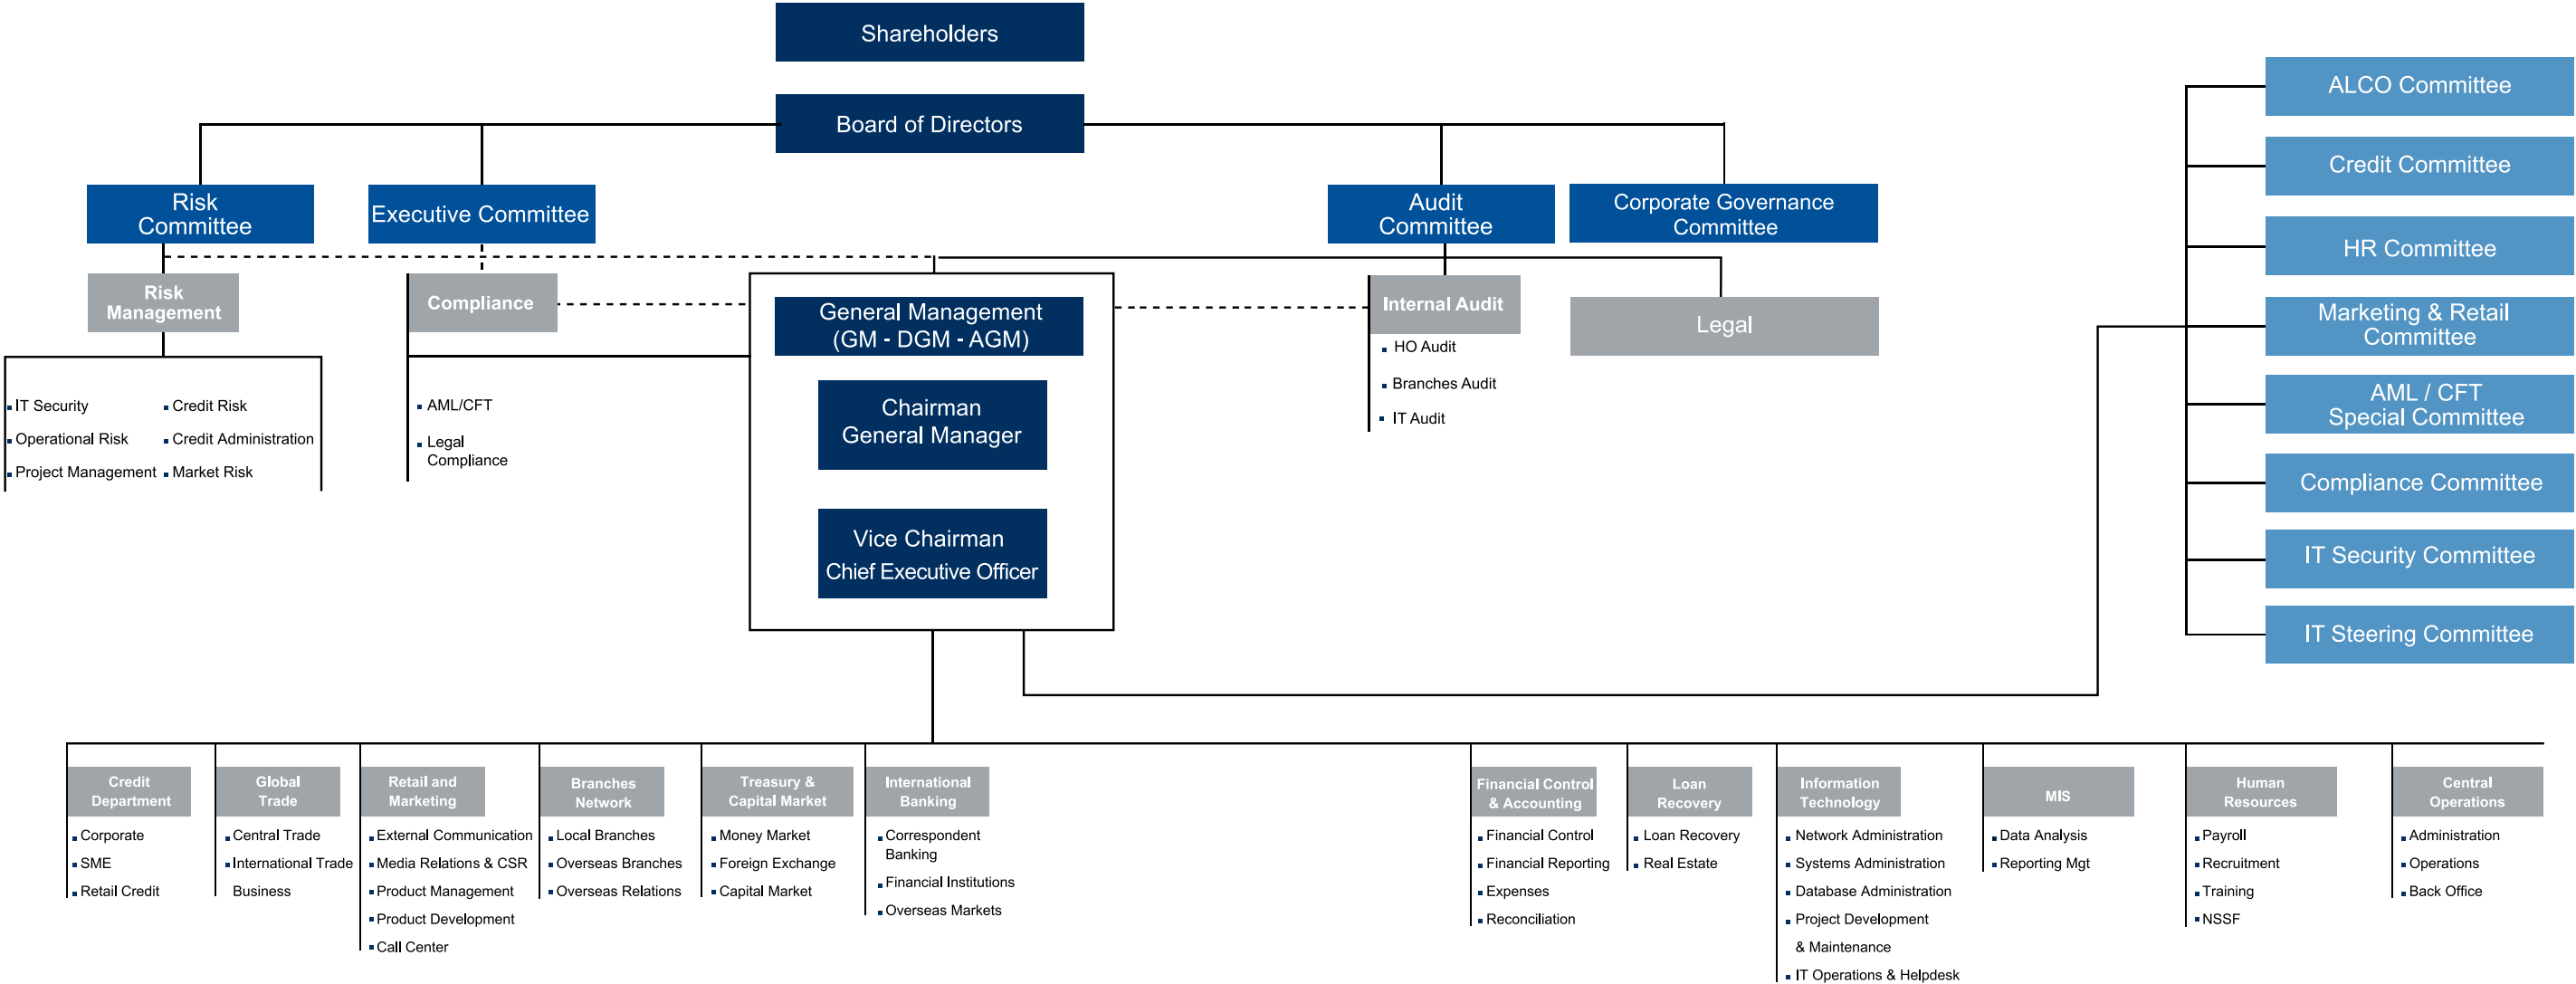 Shareholders
Board of Directors
Risk
Committee
Executive Committee
Audit
Committee
Corporate Governance
Committee
Risk
Management
IT Security
Operational Risk
Project Management
Credit Risk
Credit Administration
Market Risk
Compliance
AML/CFT
Legal
Compliance
General Management
(GM - DGM - AGM)
Chairman
General Manager
Vice Chairman
Chief Executive Officer
Internal Audit
HO Audit
Branches Audit
IT Audit
Legal
ALCO Committee
Credit Committee
HR Committee
Marketing & Retail
Committee
AML / CFT
Special Committee
Compliance Committee
IT Security Committee
IT Steering Committee
Credit
Department
Corporate
SME
Retail Credit
Global
Trade
Central Trade
International Trade
Business
Retail and
Marketing
External Communication
Media Relations & CSR
Product Management
Product Development
Call Center
Branches
Network
Local Branches
Overseas Branches
Overseas Relations
Treasury &
Capital Market
Money Market
Foreign Exchange
Capital Market
International
Banking
Correspondent
Banking
Financial Institutions
Overseas Markets
Financial Control
& Accounting
Financial Control
Financial Reporting
Expenses
Reconciliation
Loan
Recovery
Loan Recovery
Real Estate
Information
Technology
Network Administration
Systems Administration
Database Administration
Project Development
& Maintenance
IT Operations & Helpdesk
MIS
Data Analysis
Reporting Mgt
Human
Resources
Payroll
Recruitment
Training
NSSF
Central
Operations
Administration
Operations
Back Office